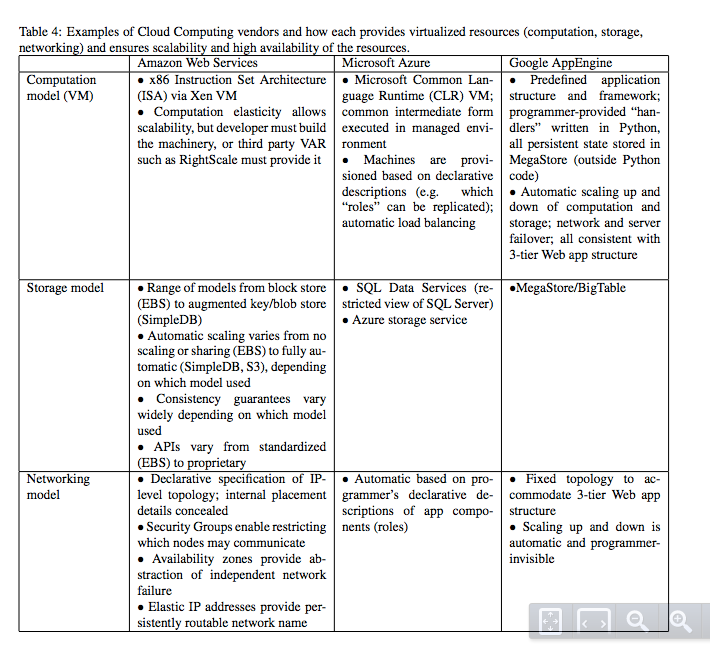 Table 4: Examples of Cloud Computing vendors and how each provides virtualized resources (computation, storage,
networking) and ensures scalability and high availability of the resources.
Amazon Web Services
Microsoft Azure
Google AppEngine
Computation
model (VM)
• x86 Instruction Set Architecture
(ISA) via Xen VM
• Computation elasticity allows
scalability, but developer must build
the machinery, or third party VAR
such as RightScale must provide it
• Microsoft Common Lan-
guage Runtime (CLR) VM;
common intermediate form
executed in managed envi-
ronment
• Machines are provi-
sioned based on declarative
descriptions (e.g. which
“roles” can be replicated);
automatic load balancing
• Predefined application
structure and framework;
programmer-provided “han-
dlers” written in Python,
all persistent state stored in
MegaStore (outside Python
code)
• Automatic scaling up and
down of computation and
storage; network and server
failover; all consistent with
3-tier Web app structure
Storage model
• Range of models from block store
(EBS) to augmented key/blob store
(SimpleDB)
• Automatic scaling varies from no
scaling or sharing (EBS) to fully au-
tomatic (SimpleDB, S3), depending
on which model used
• Consistency guarantees vary
widely depending on which model
used
• APIs vary from standardized
(EBS) to proprietary
• SQL Data Services (re-
stricted view of SQL Server)
• Azure storage service
•MegaStore/BigTable
Networking
model
• Declarative specification of IP-
level topology; internal placement
details concealed
• Security Groups enable restricting
which nodes may communicate
• Availability zones provide ab-
straction of independent network
failure
• Elastic IP addresses provide per-
sistently routable network name
• Automatic based on pro-
grammer’s declarative de-
scriptions of app compo-
nents (roles)
• Fixed topology to ac-
commodate 3-tier Web app
structure
• Scaling up and down is
automatic and programmer-
invisible